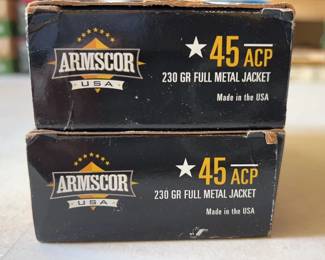 ARMSCOR
USA
★45 ACP
230 GR FULL METAL JACKET
Made in the USA
ARMSCOR
USA
★45 ACP
230 GR FULL METAL JACKET
Made in the USA